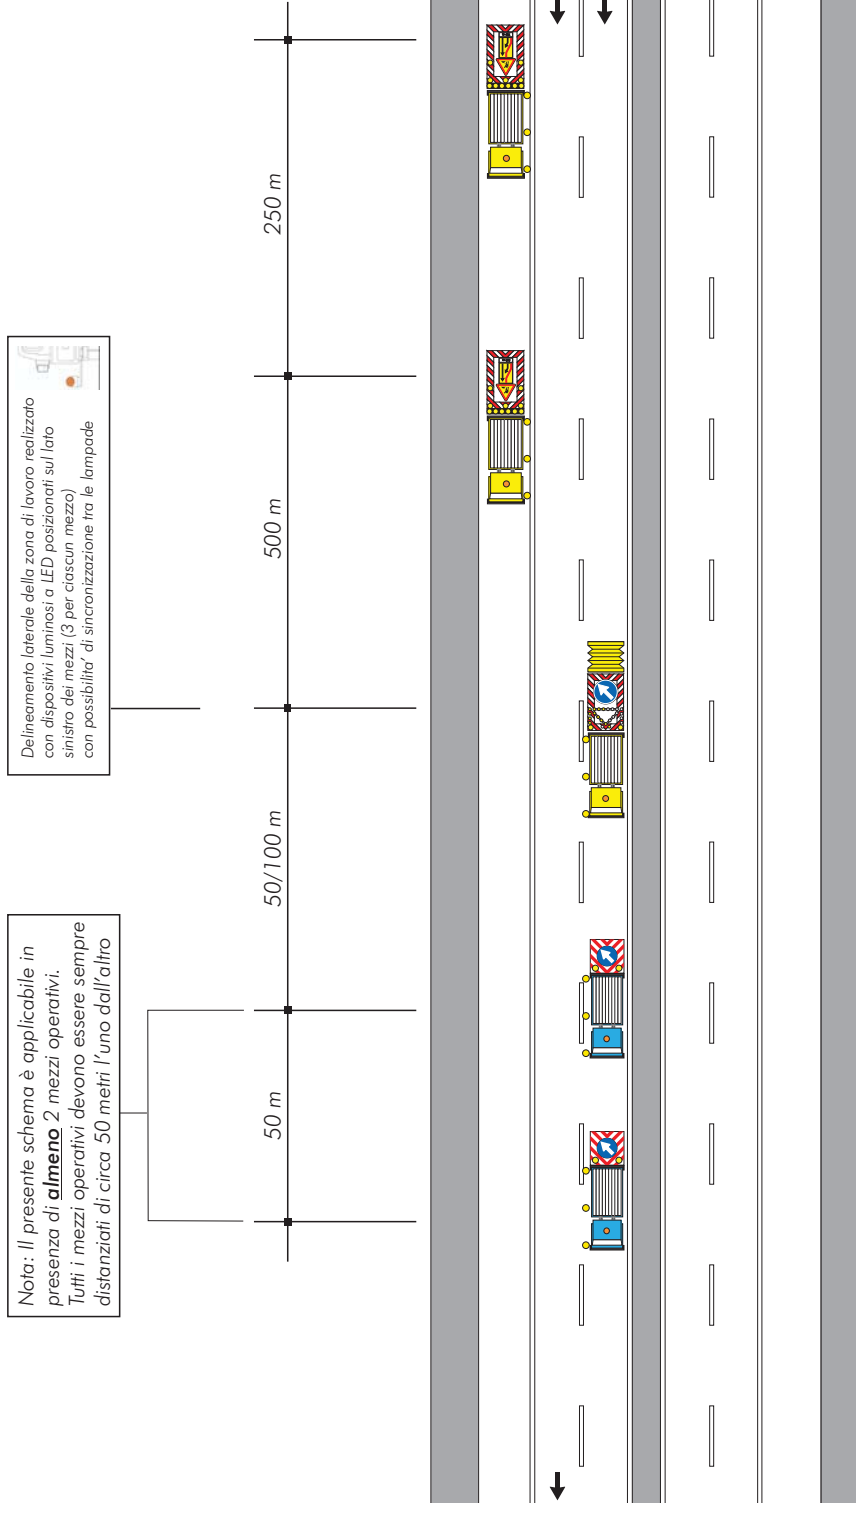 250 m
500 m
50/100 m
50 m
Delineamento laterale della zona di lavoro realizzato
con dispositivi luminosi a LED posizionati sul lato
sinistro dei mezzi (3 per ciascun mezzo)
con possibilita' di sincronizzazione tra le lampade
Nota: Il presente schema è applicabile in
presenza di almeno 2 mezzi operativi.
Tutti i mezzi operativi devono essere sempre
distanziati di circa 50 metri l'uno dall'altro